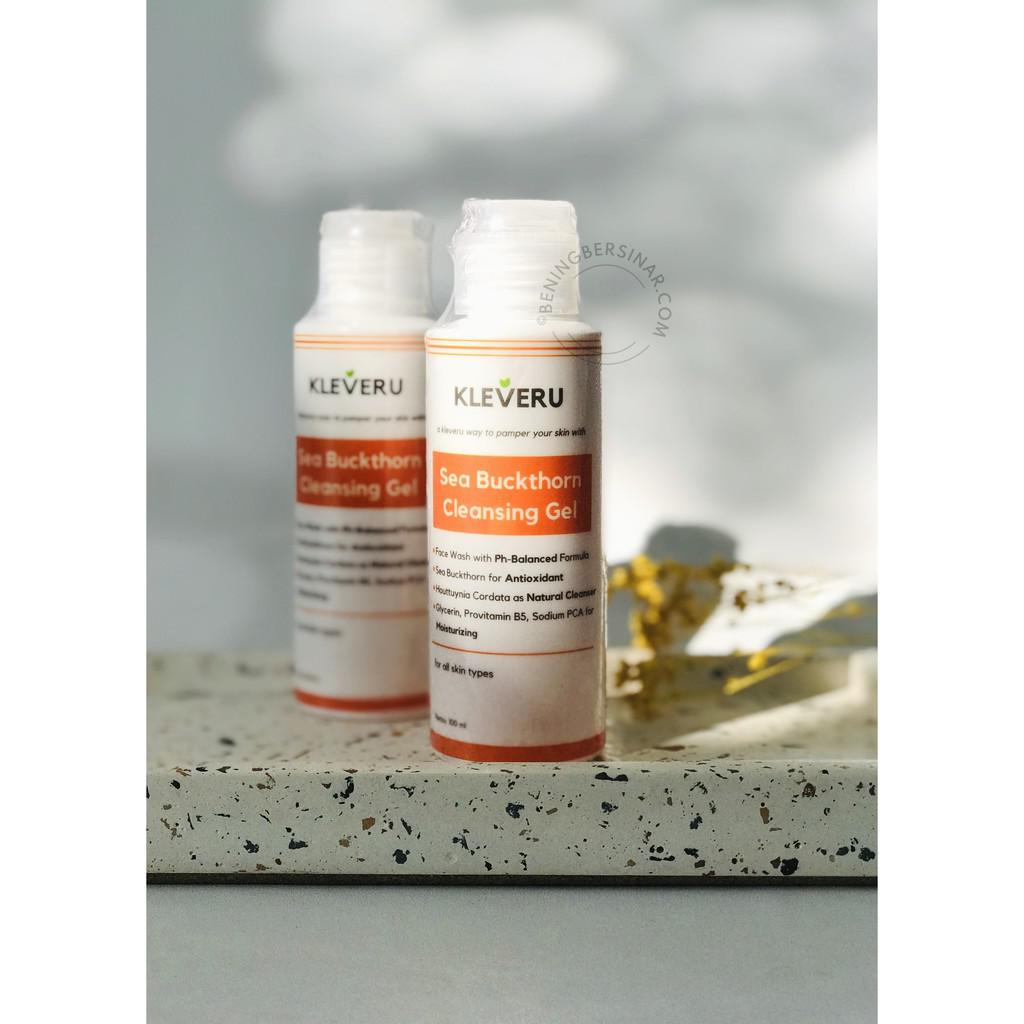 ©BENINGBERSINAR.COM
KLEVERU
a kleveru way to pamper your skin with
Sea Buckthorn
Cleansing Gel
Face Wash with Ph-Balanced Formula
Sea Buckthorn for Antioxidant
Houttuynia Cordata as Natural Cleanser
Glycerin, Provitamin B5, Sodium PCA for
Moisturizing
for all skin types
Netto 100 ml
KLEVERU
Sea Buckthorn
Cleansing Gel